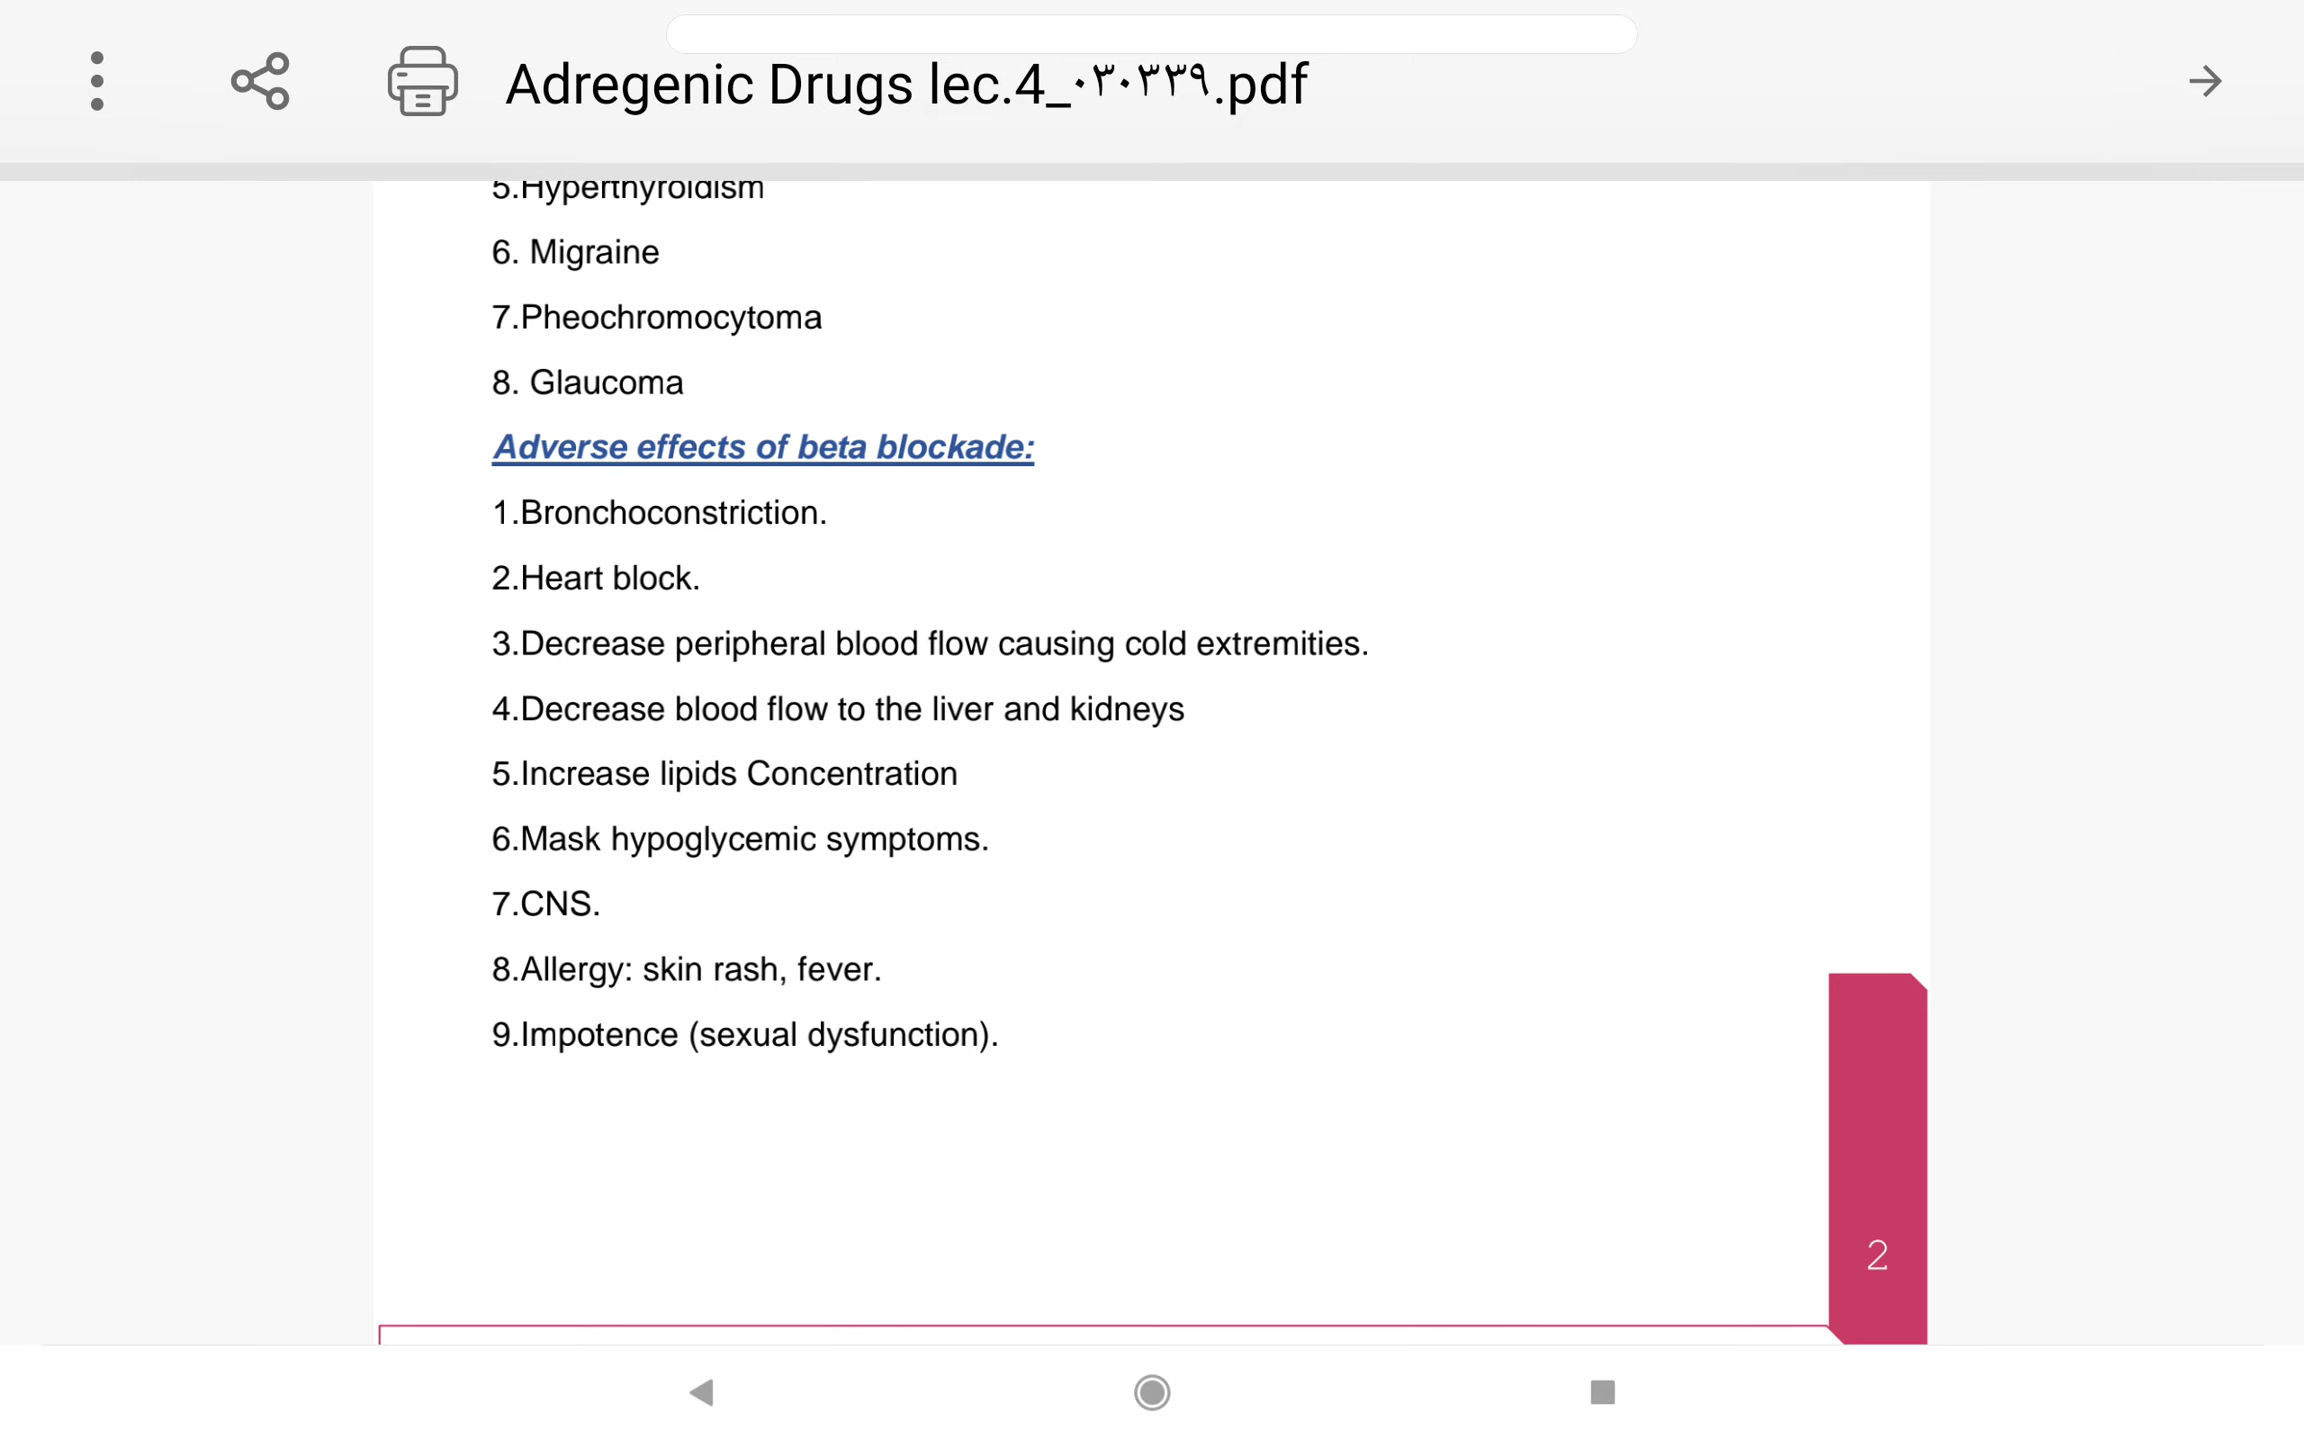 Adregenic Drugs lec.4_٠٣٠٣٣٩.pdf
5.Hyperthyroidism
6. Migraine
7.Pheochromocytoma
8. Glaucoma
Adverse effects of beta blockade:
1.Bronchoconstriction.
2.Heart block.
3.Decrease peripheral blood flow causing cold extremities.
4.Decrease blood flow to the liver and kidneys
5.Increase lipids Concentration
6.Mask hypoglycemic symptoms.
7.CNS.
8.Allergy: skin rash, fever.
9.Impotence (sexual dysfunction).
2